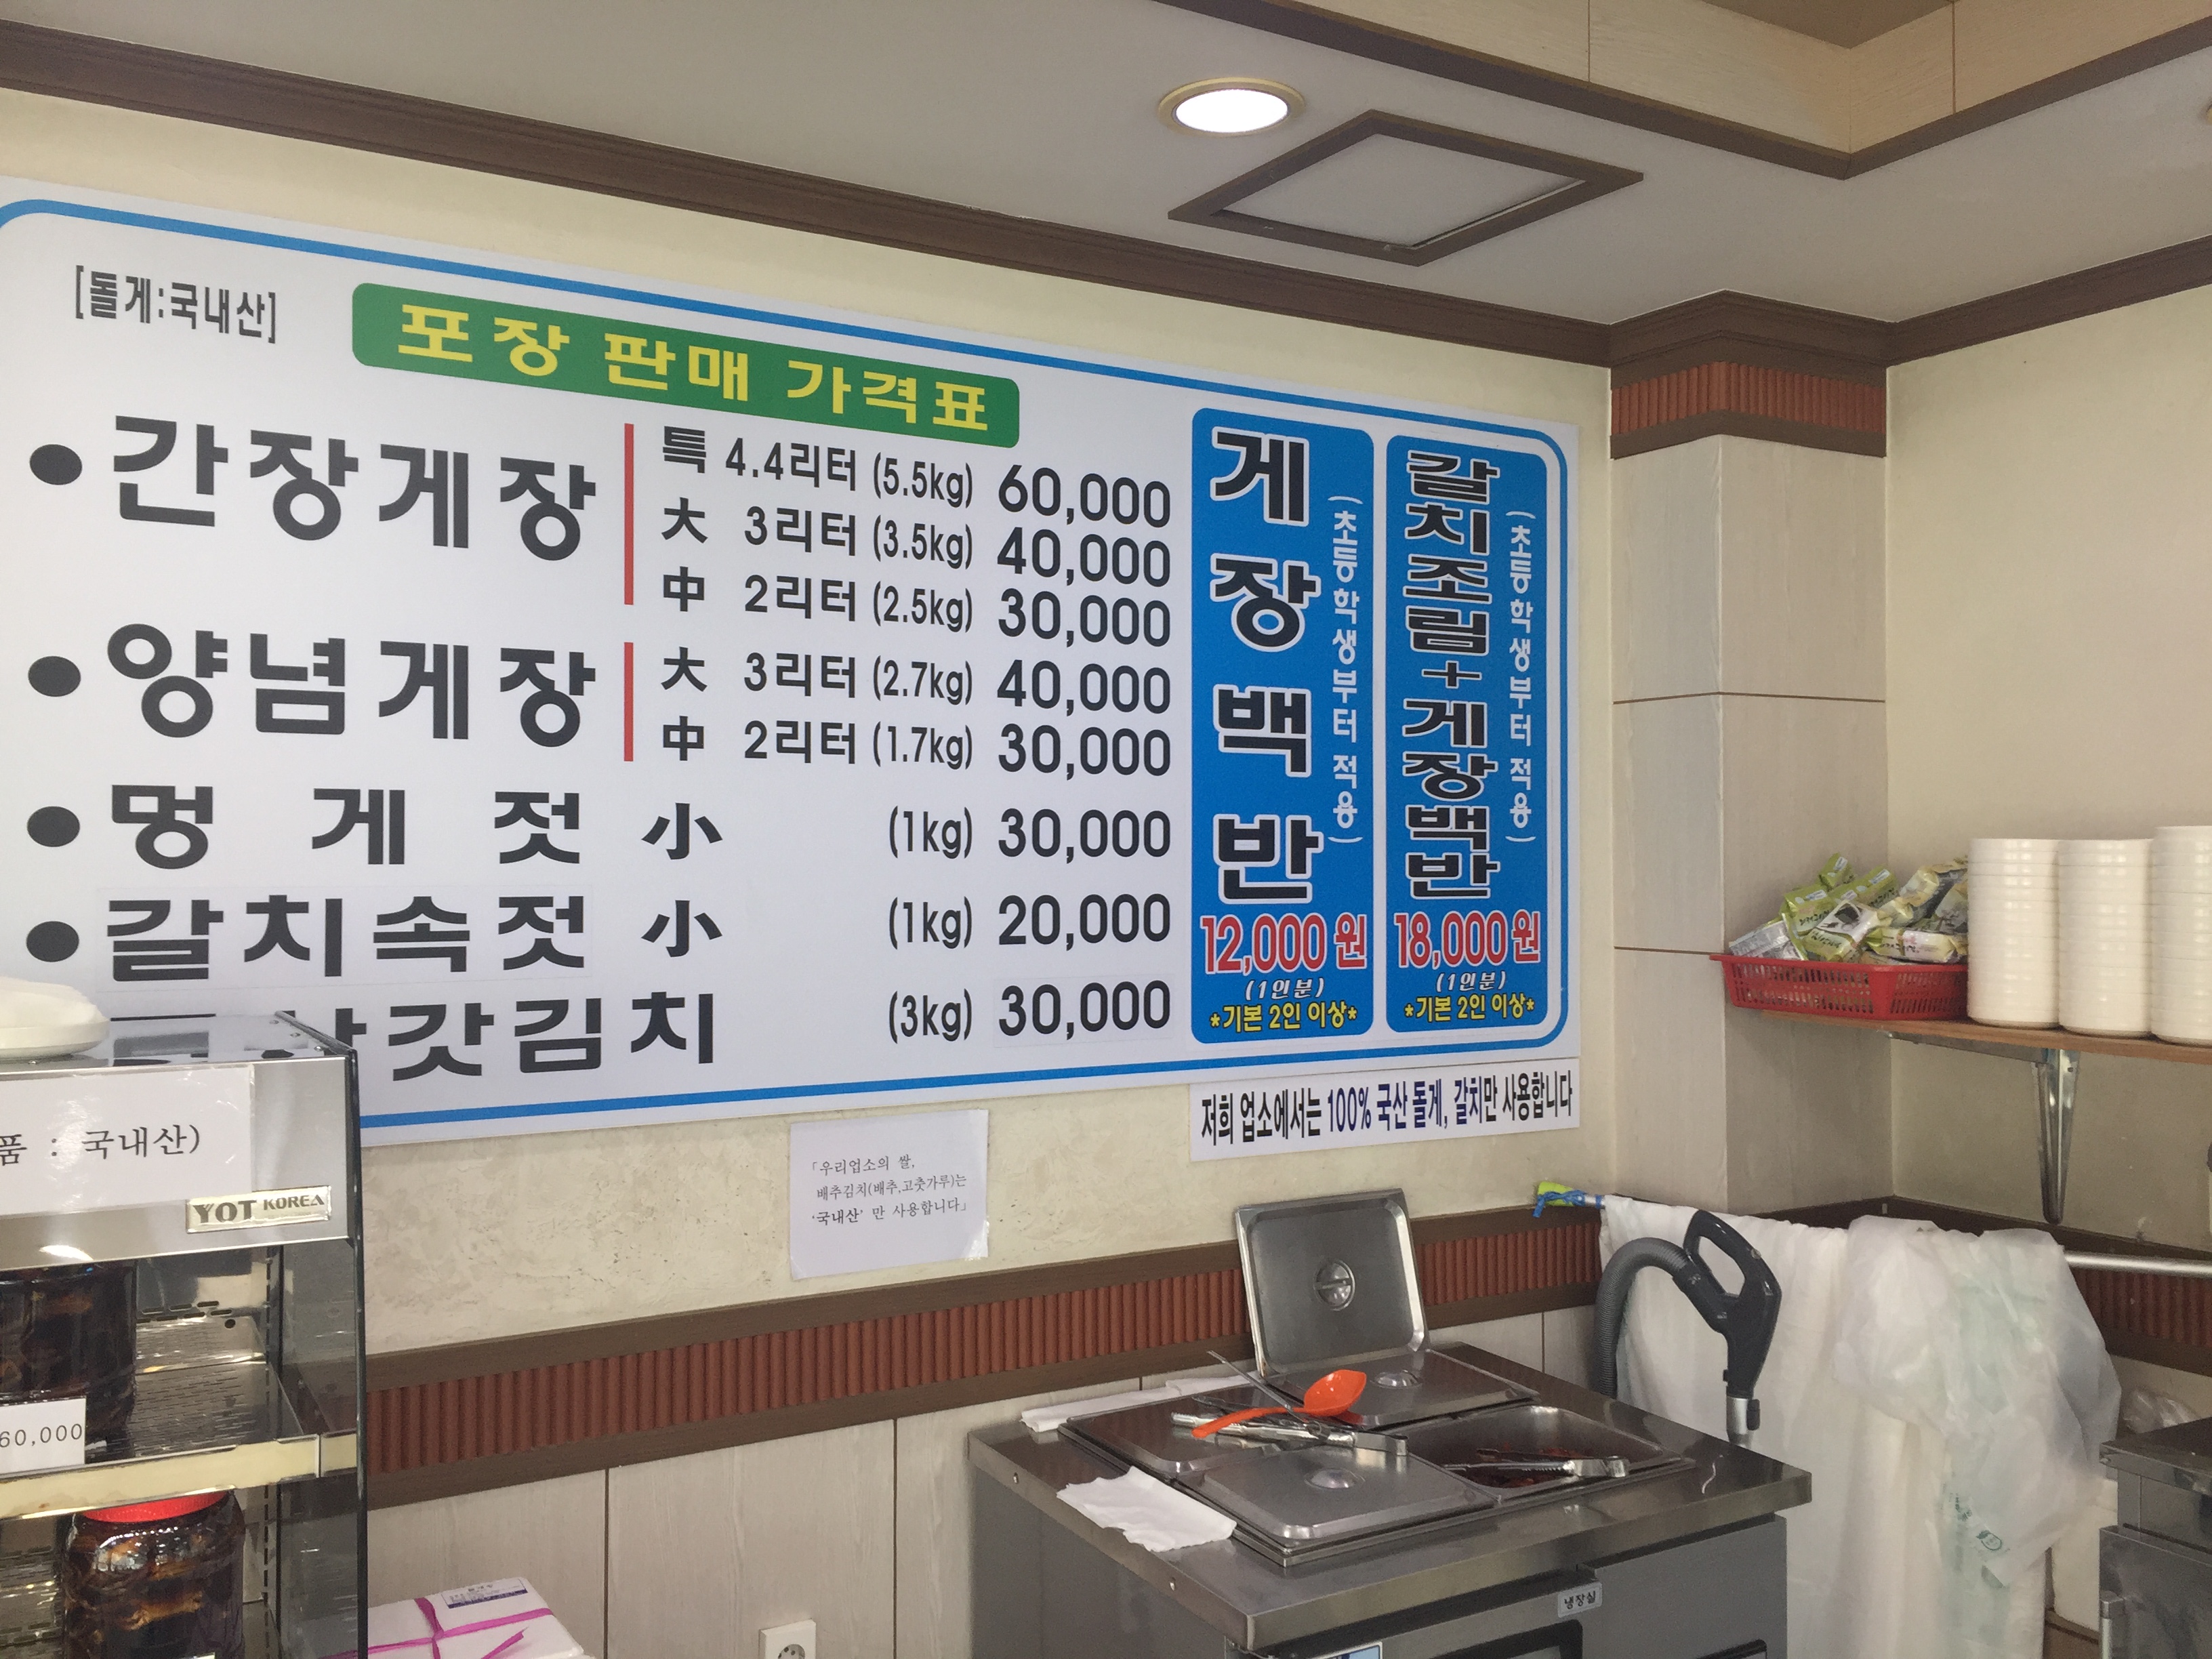 [돌게:국내산]
포장 판매 가격표
•간장게장
특 4.4리터 (5.5kg) 60,000
大 3리터 (3.5kg) 40,000
中 2리터 (2.5kg) 30,000
•양념게장
大 3리터 (2.7kg) 40,000
中 2리터 (1.7kg) 30,000
•멍게젓 小 (1kg) 30,000
•갈치속젓 小 (1kg) 20,000
갓김치 (3kg) 30,000
게장백반
(초등학생부터 적용)
12,000원
(1인분)
*기본 2인 이상*
갈치조림+게장백반
(초등학생부터 적용)
18,000원
(1인분)
*기본 2인 이상*
저희 업소에서는 100% 국산 돌게, 갈치만 사용합니다
「우리업소의 쌀,
배추김치(배추,고춧가루)는
'국내산' 만 사용합니다」
품 : 국내산)
YOT KOREA
60,000
냉장실